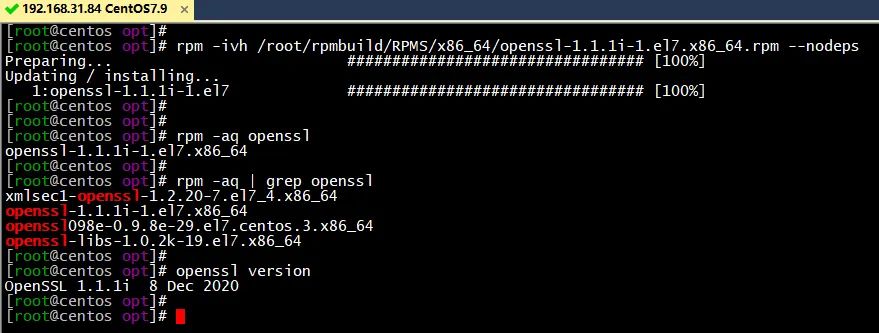 192.168.31.84 CentOS7.9 ×
[root@centos opt]#
[root@centos opt]# rpm -ivh /root/rpmbuild/RPMS/x86_64/openssl-1.1.1i-1.el7.x86_64.rpm --nodeps
Preparing... ################################# [100%]
Updating / installing...
1:openssl-1.1.1i-1.el7 ################################# [100%]
[root@centos opt]#
[root@centos opt]#
[root@centos opt]# rpm -aq openssl
openssl-1.1.1i-1.el7.x86_64
[root@centos opt]#
[root@centos opt]# rpm -aq | grep openssl
xmlsec1-openssl-1.2.20-7.el7_4.x86_64
openssl-1.1.1i-1.el7.x86_64
openssl098e-0.9.8e-29.el7.centos.3.x86_64
openssl-libs-1.0.2k-19.el7.x86_64
[root@centos opt]#
[root@centos opt]# openssl version
OpenSSL 1.1.1i  8 Dec 2020
[root@centos opt]#
[root@centos opt]#